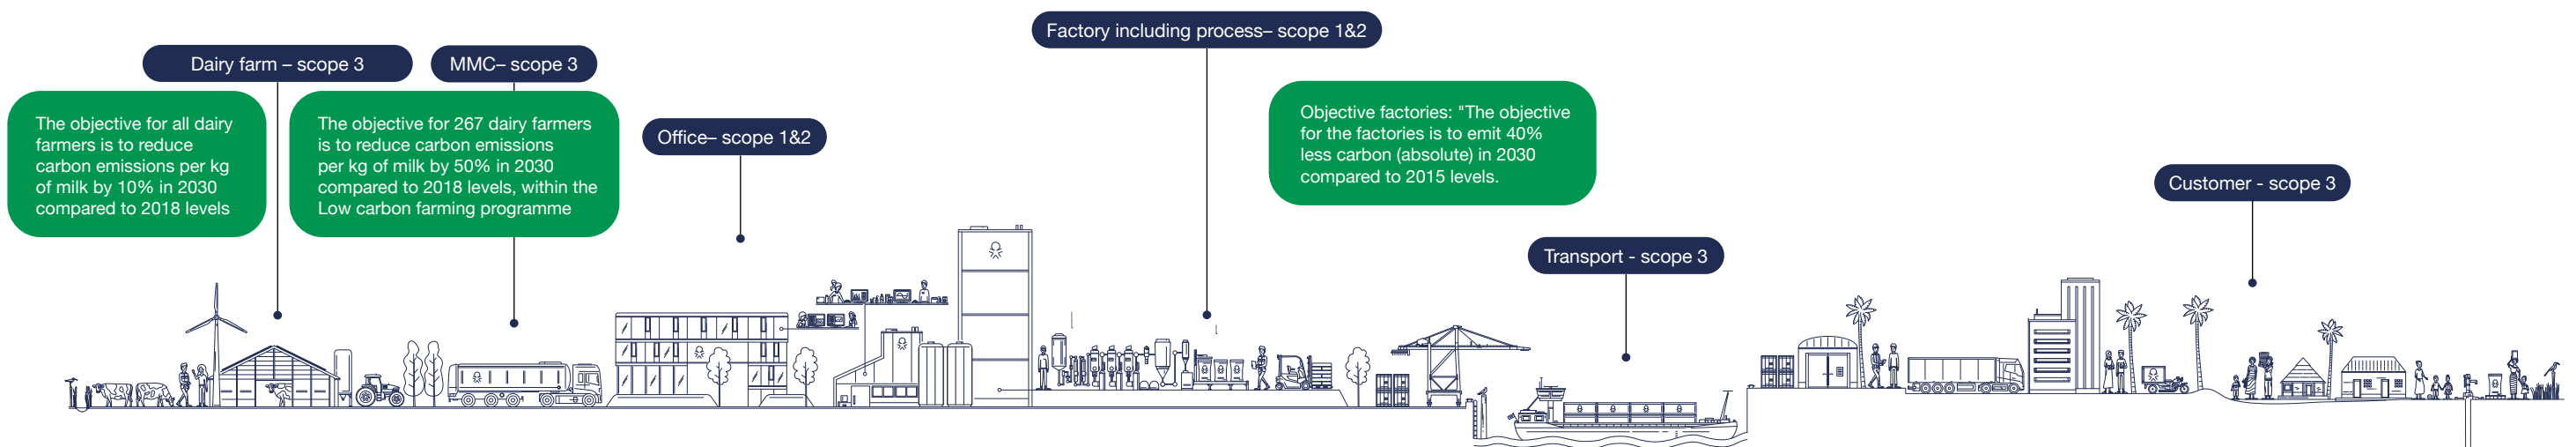 Dairy farm – scope 3
The objective for all dairy
farmers is to reduce
carbon emissions per kg
of milk by 10% in 2030
compared to 2018 levels
MMC– scope 3
The objective for 267 dairy farmers
is to reduce carbon emissions
per kg of milk by 50% in 2030
compared to 2018 levels, within the
Low carbon farming programme
Office– scope 1&2
Factory including process– scope 1&2
Objective factories: "The objective
for the factories is to emit 40%
less carbon (absolute) in 2030
compared to 2015 levels.
Transport - scope 3
Customer - scope 3